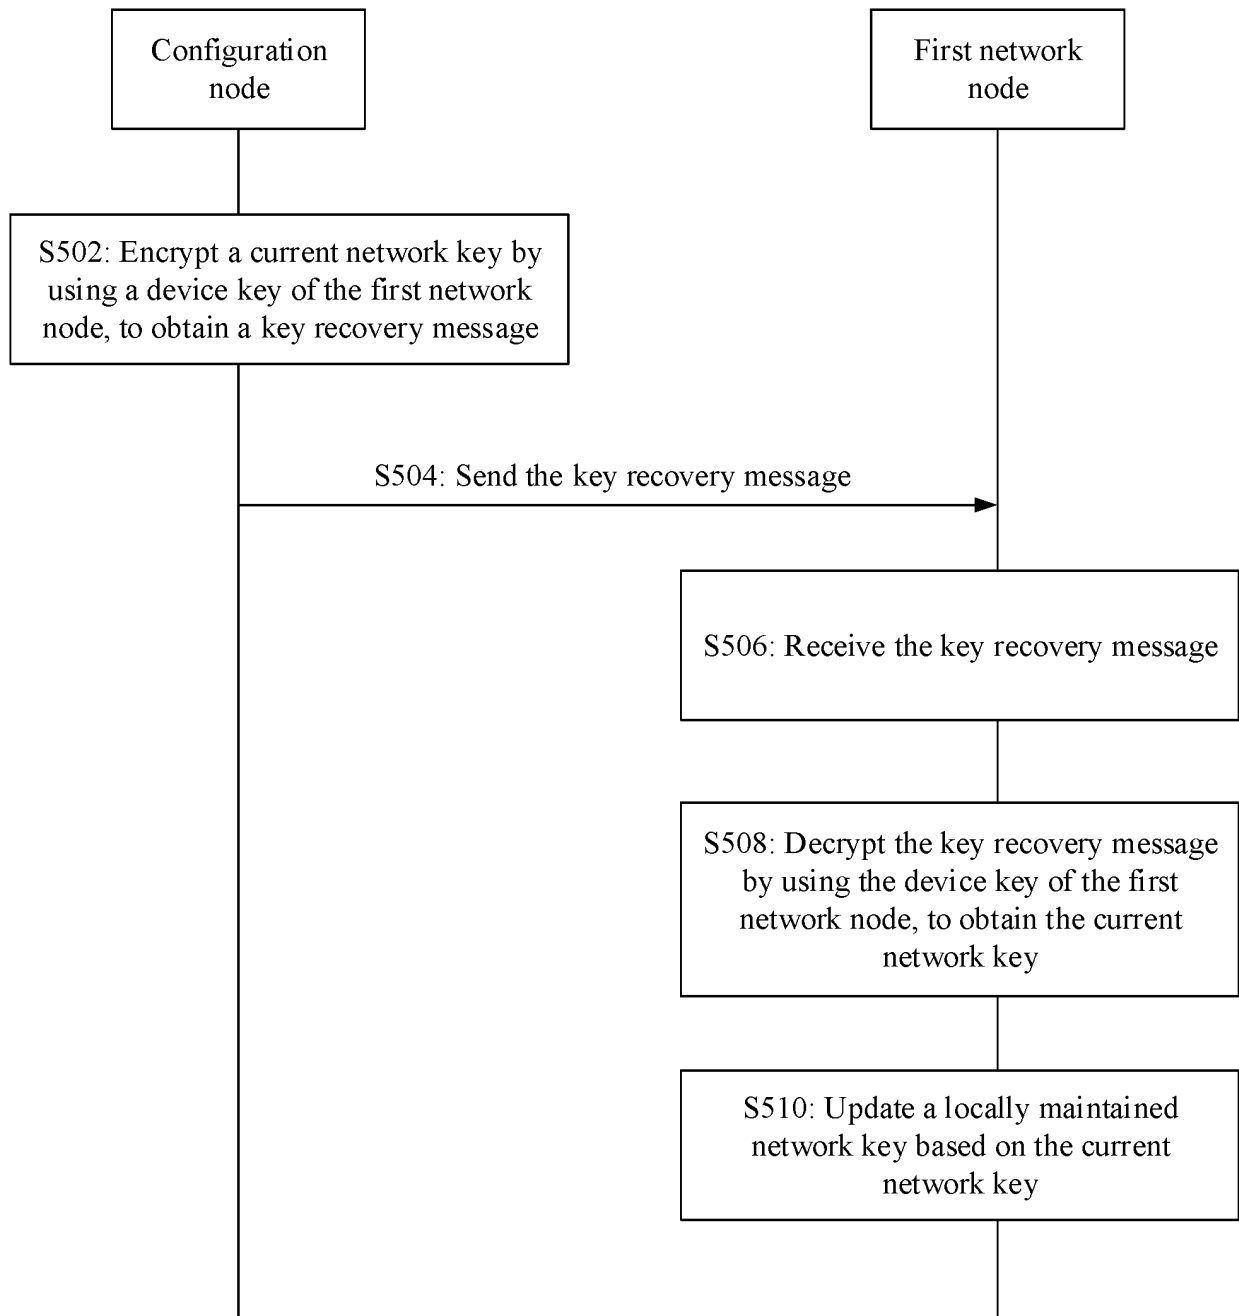 Configuration
node
First network
node
S502: Encrypt a current network key by
using a device key of the first network
node, to obtain a key recovery message
S504: Send the key recovery message
S506: Receive the key recovery message
S508: Decrypt the key recovery message
by using the device key of the first
network node, to obtain the current
network key
S510: Update a locally maintained
network key based on the current
network key